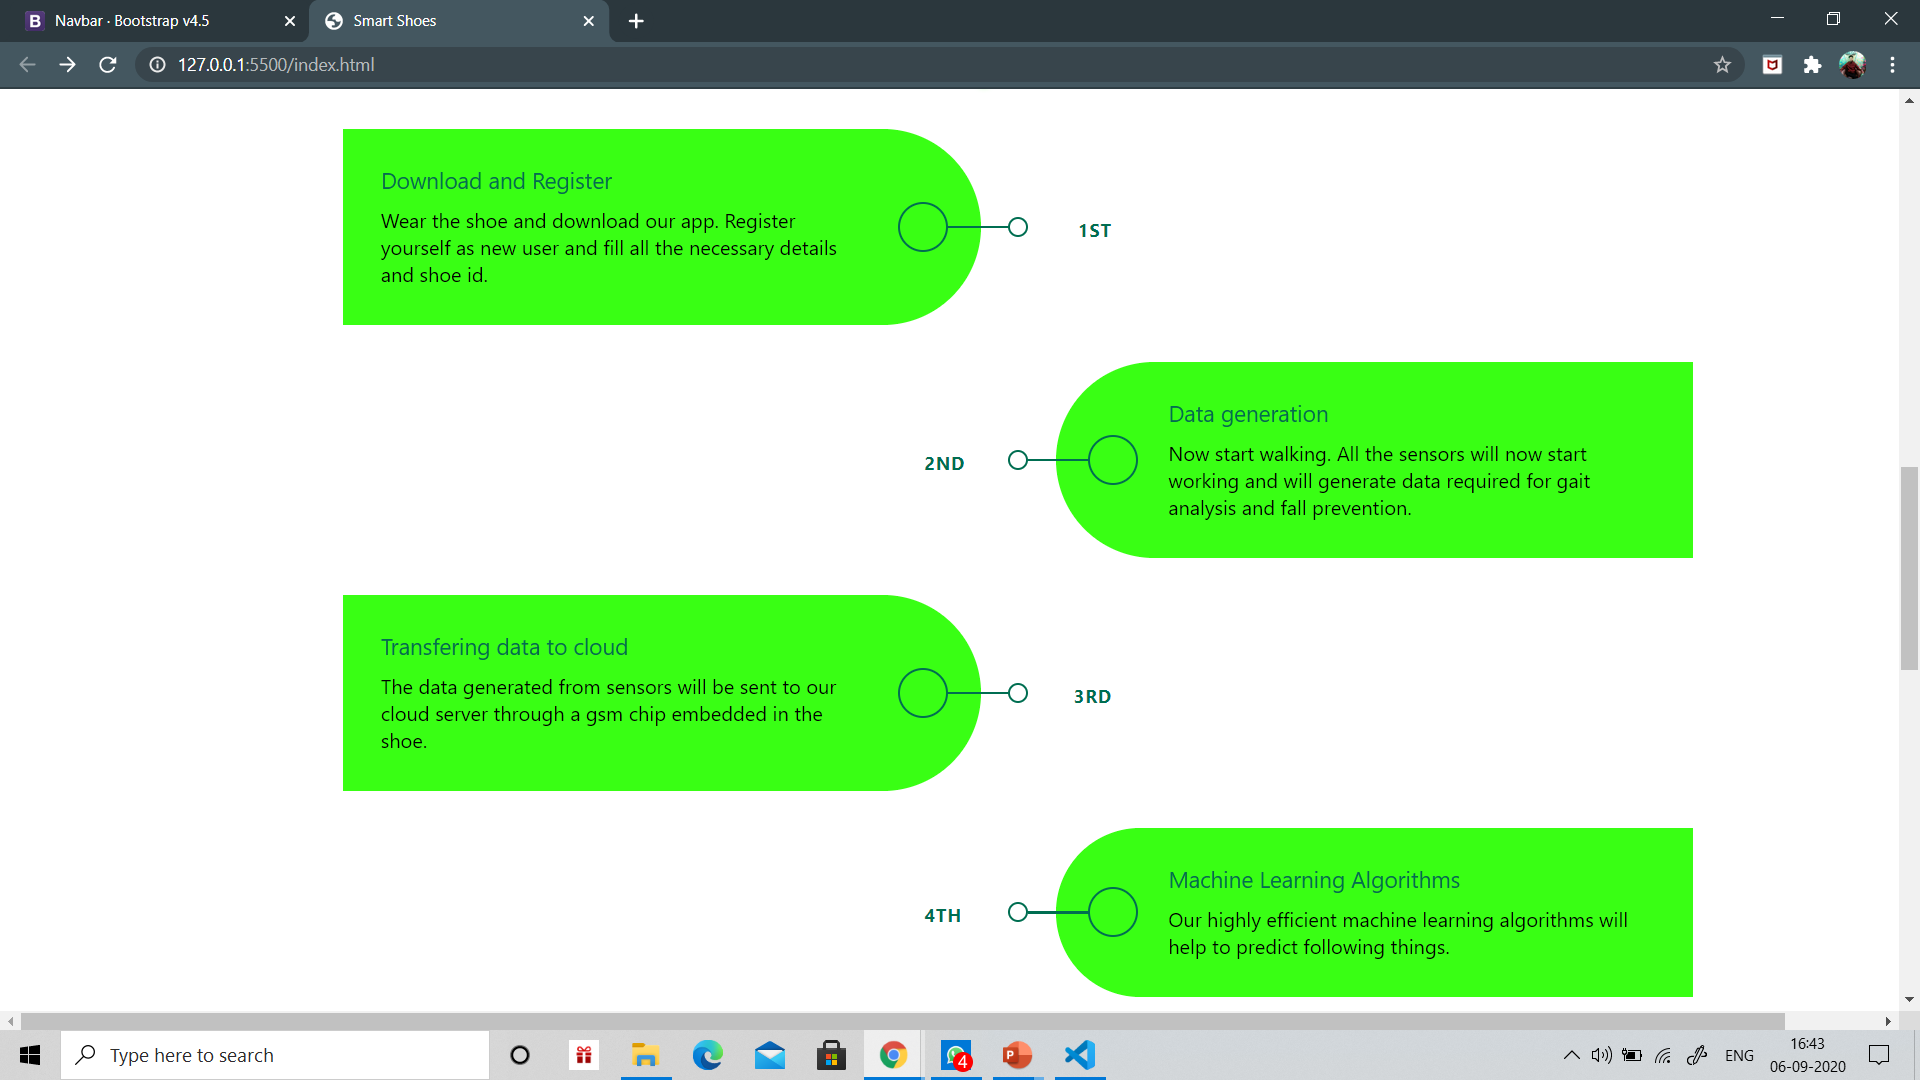 Navbar · Bootstrap v4.5
Smart Shoes
127.0.0.1:5500/index.html
Download and Register
Wear the shoe and download our app. Register
yourself as new user and fill all the necessary details
and shoe id.
1ST
Data generation
Now start walking. All the sensors will now start
working and will generate data required for gait
analysis and fall prevention.
2ND
Transfering data to cloud
The data generated from sensors will be sent to our
cloud server through a gsm chip embedded in the
shoe.
3RD
Machine Learning Algorithms
Our highly efficient machine learning algorithms will
help to predict following things.
4TH
Type here to search
4
ENG
16:43
06-09-2020